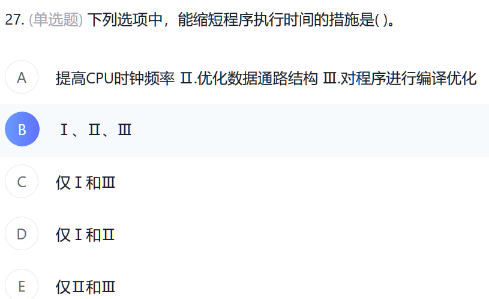 27. (单选题) 下列选项中，能缩短程序执行时间的措施是( )。
A 提高CPU时钟频率 Ⅱ.优化数据通路结构 Ⅲ.对程序进行编译优化
B Ⅰ、Ⅱ、Ⅲ
C 仅Ⅰ和Ⅲ
D 仅Ⅰ和Ⅱ
E 仅Ⅱ和Ⅲ